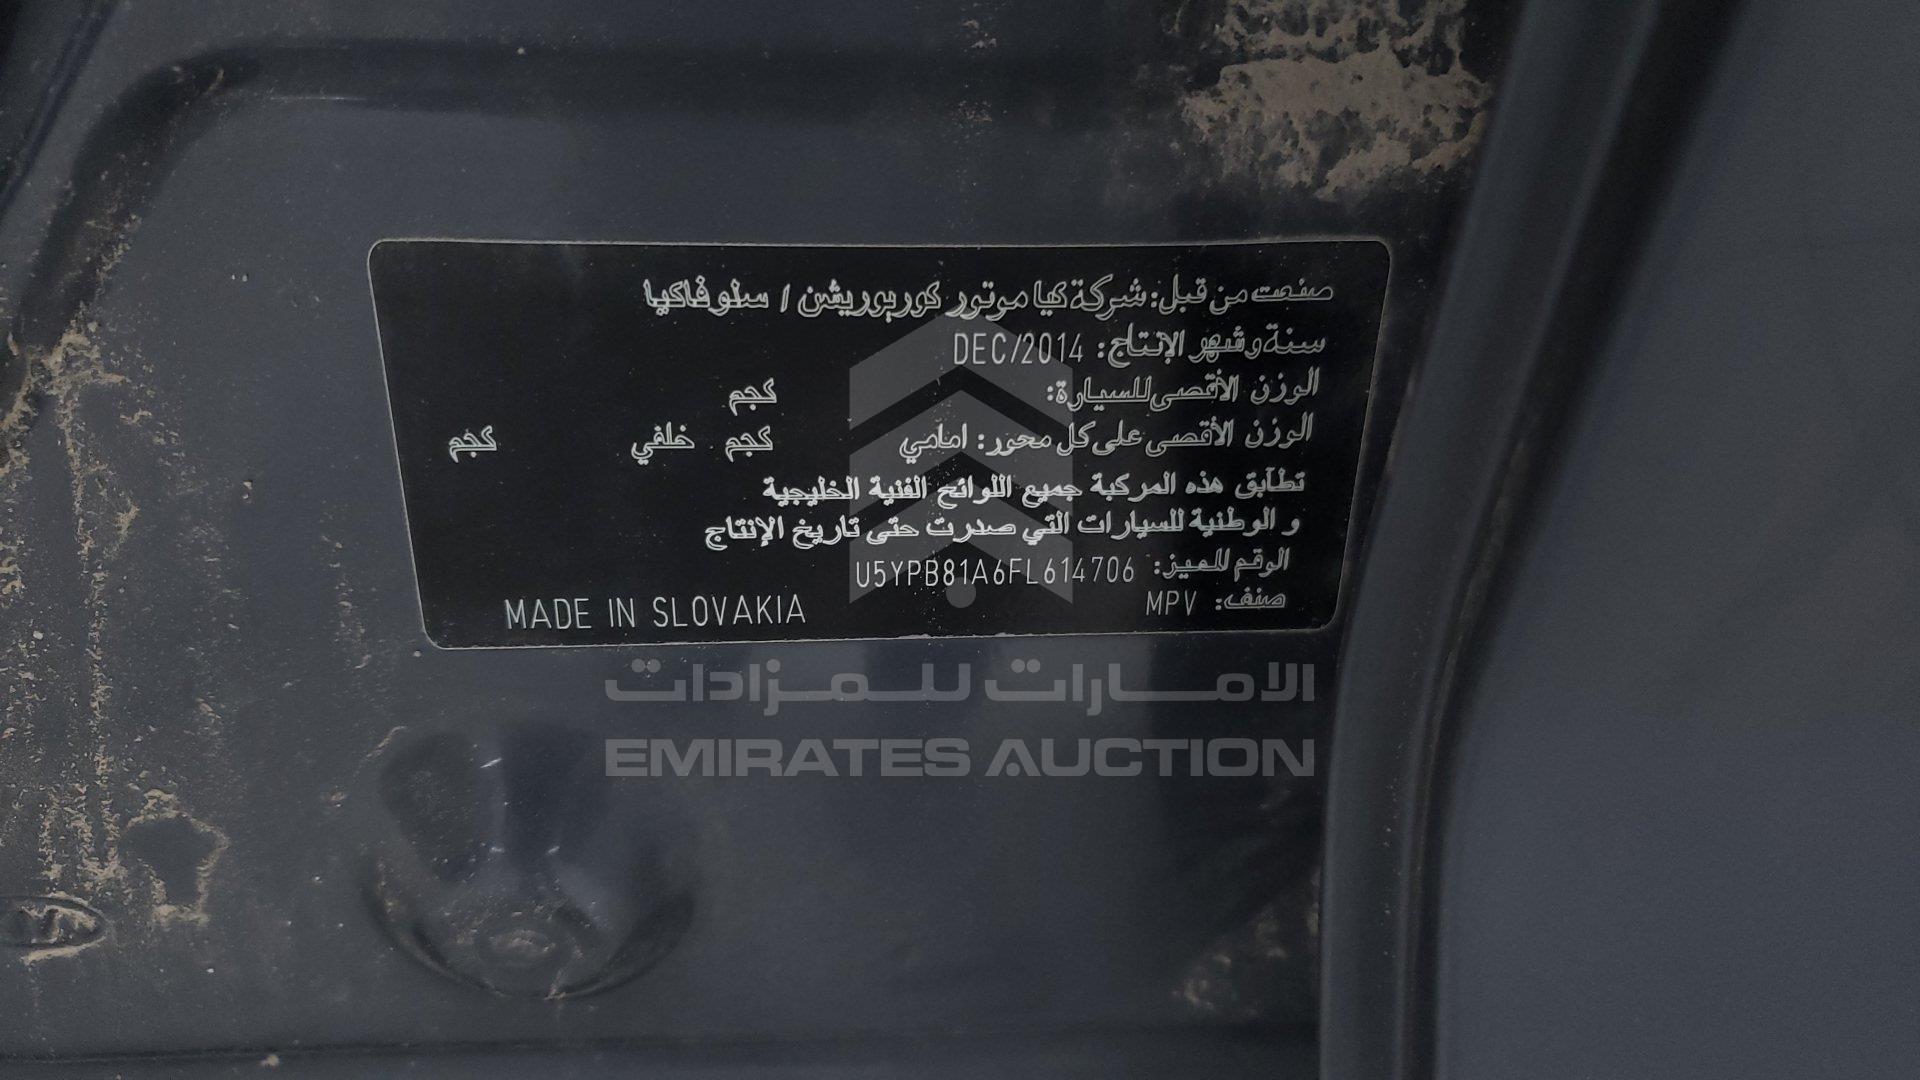 صنعت من قبل: شركة كيا موتور كوربوريشن / سلوفاكيا
سنة وشهر الإنتاج: DEC/2014
الوزن الأقصى للسيارة: كجم
الوزن الأقصى على كل محور: امامي كجم خلفي كجم
تطابق هذه المركبة جميع اللوائح الفنية الخليجية
و الوطنية للسيارات التي صدرت حتى تاريخ الإنتاج
الرقم المميز: U5YPB81A6FL614706
صنف: MPV
MADE IN SLOVAKIA
الامارات للمزادات
EMIRATES AUCTION